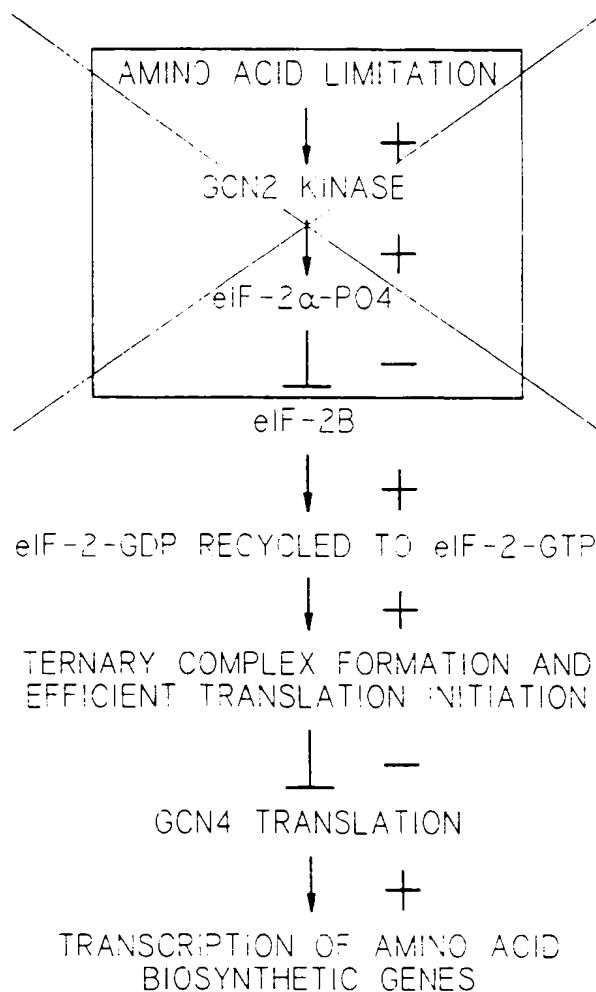 AMINO ACID LIMITATION
+
GCN2 KINASE
+
eIF-2α-PO4
−
eIF-2B
+
eIF-2-GDP RECYCLED TO eIF-2-GTP
+
TERNARY COMPLEX FORMATION AND
EFFICIENT TRANSLATION INITIATION
−
GCN4 TRANSLATION
+
TRANSCRIPTION OF AMINO ACID
BIOSYNTHETIC GENES